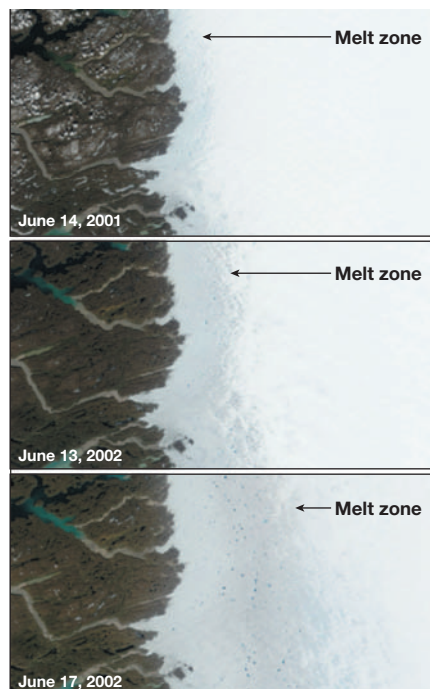 Melt zone
June 14, 2001
Melt zone
June 13, 2002
Melt zone
June 17, 2002